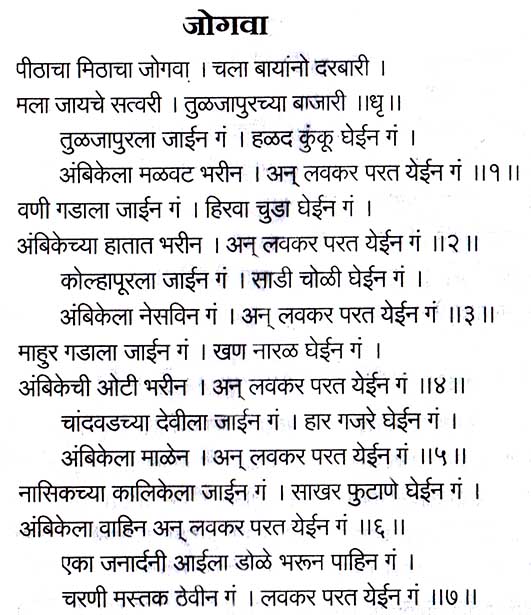 जोगवा
पीठाचा मिठाचा जोगवा । चला बायांनो दरबारी ।
मला जायचे सत्वरी । तुळजापुरच्या बाजारी ॥धृ॥
तुळजापुरला जाईन गं । हळद कुंकू घेईन गं ।
अंबिकेला मळवट भरीन । अन् लवकर परत येईन गं ॥१॥
वणी गडाला जाईन गं । हिरवा चुडा घेईन गं ।
अंबिकेच्या हातात भरीन । अन् लवकर परत येईन गं ॥२॥
कोल्हापूरला जाईन गं । साडी चोळी घेईन गं ।
अंबिकेला नेसविन गं । अन् लवकर परत येईन गं ॥३॥
माहुर गडाला जाईन गं । खण नारळ घेईन गं ।
अंबिकेची ओटी भरीन । अन् लवकर परत येईन गं ॥४॥
चांदवडच्या देवीला जाईन गं । हार गजरे घेईन गं ।
अंबिकेला माळेन । अन् लवकर परत येईन गं ॥५॥
नासिकच्या कालिकेला जाईन गं । साखर फुटाणे घेईन गं ।
अंबिकेला वाहिन अन् लवकर परत येईन गं ॥६॥
एका जनार्दनी आईला डोळे भरून पाहिन गं ।
चरणी मस्तक ठेवीन गं । लवकर परत येईन गं ॥७॥